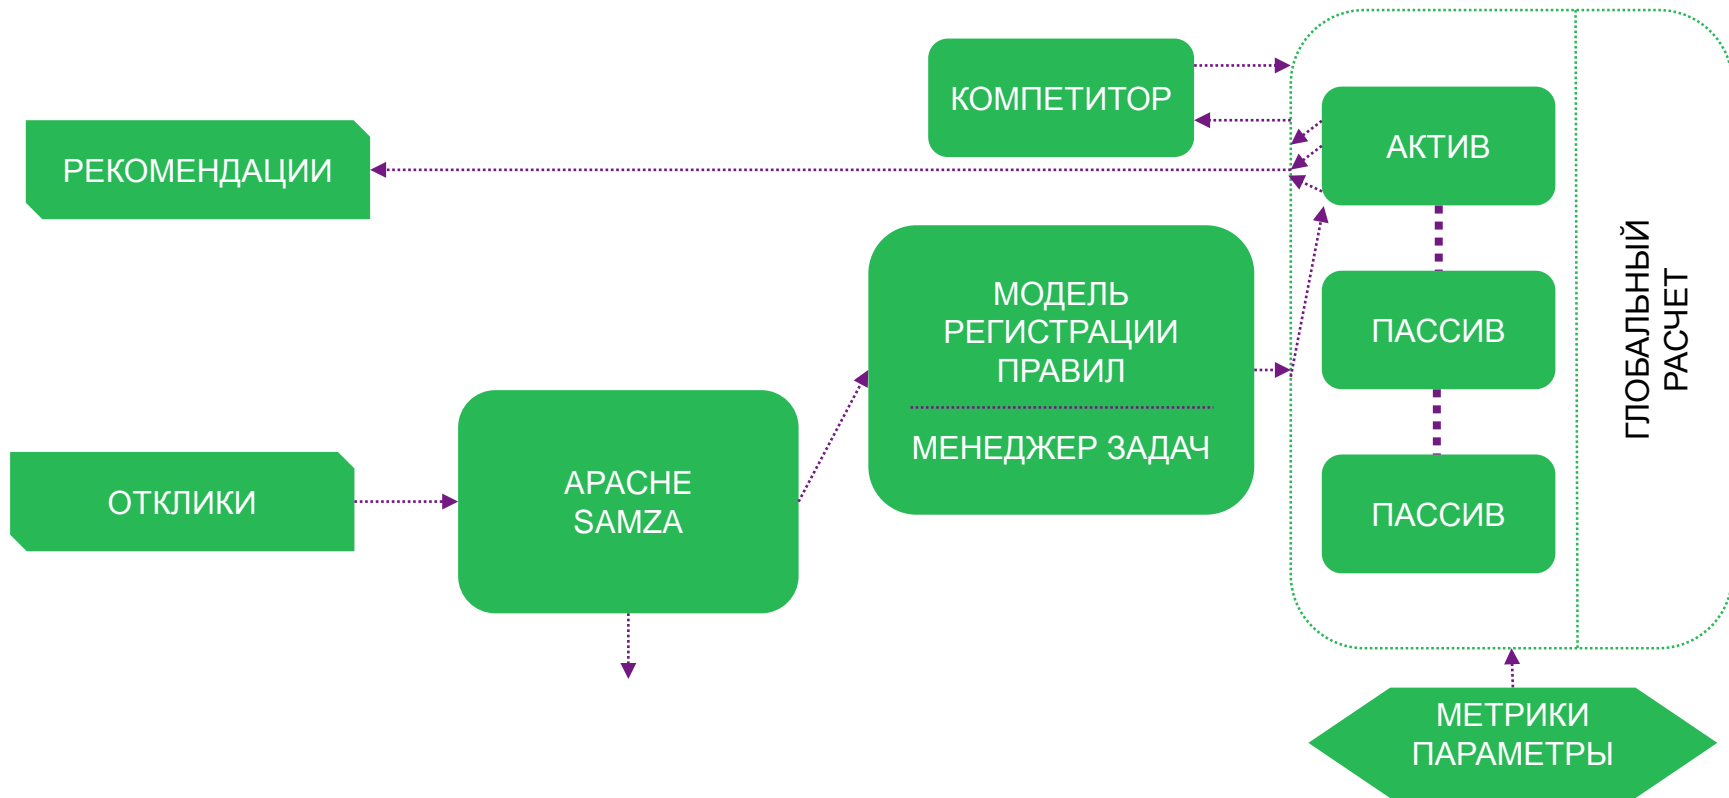 КОМПЕТИТОР
АКТИВ
РЕКОМЕНДАЦИИ
МОДЕЛЬ
РЕГИСТРАЦИИ
ПРАВИЛ
МЕНЕДЖЕР ЗАДАЧ
ПАССИВ
ГЛОБАЛЬНЫЙ
РАСЧЕТ
ОТКЛИКИ
APACHE
SAMZA
ПАССИВ
МЕТРИКИ
ПАРАМЕТРЫ